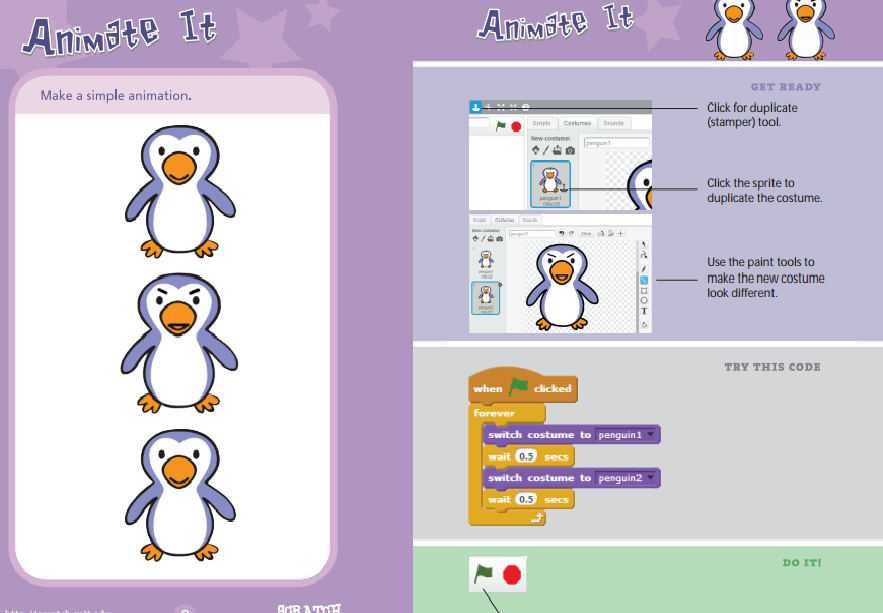 Animate It
Make a simple animation.
SCRATCH
Animate It
GET READY
Click for duplicate
(stamper) tool.
Scripts
Costumes
Sounds
New costume:
penguin1
penguin1
Click the sprite to
duplicate the costume.
Scripts
Costumes
Sounds
New costume:
penguin2
Clear
penguin1
penguin2
T
Use the paint tools to
make the new costume
look different.
TRY THIS CODE
when clicked
forever
switch costume to penguin1
wait 0.5 secs
switch costume to penguin2
wait 0.5 secs
DO IT!